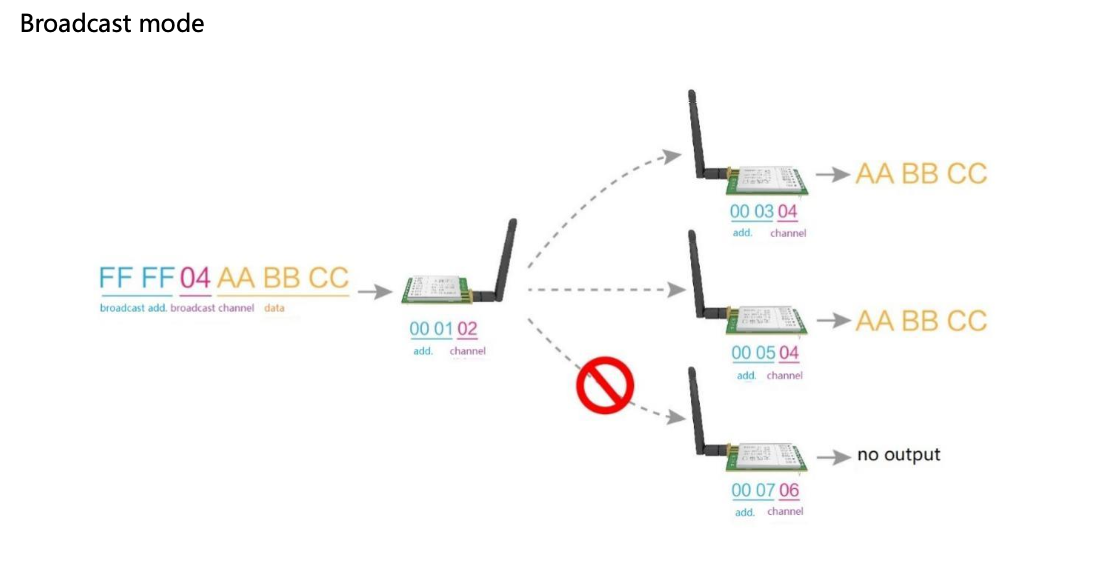 Broadcast mode
FF FF 04 AA BB CC
broadcast add. broadcast channel data
00 01 02
add. channel
AA BB CC
00 03 04
add. channel
AA BB CC
00 05 04
add. channel
no output
00 07 06
add. channel